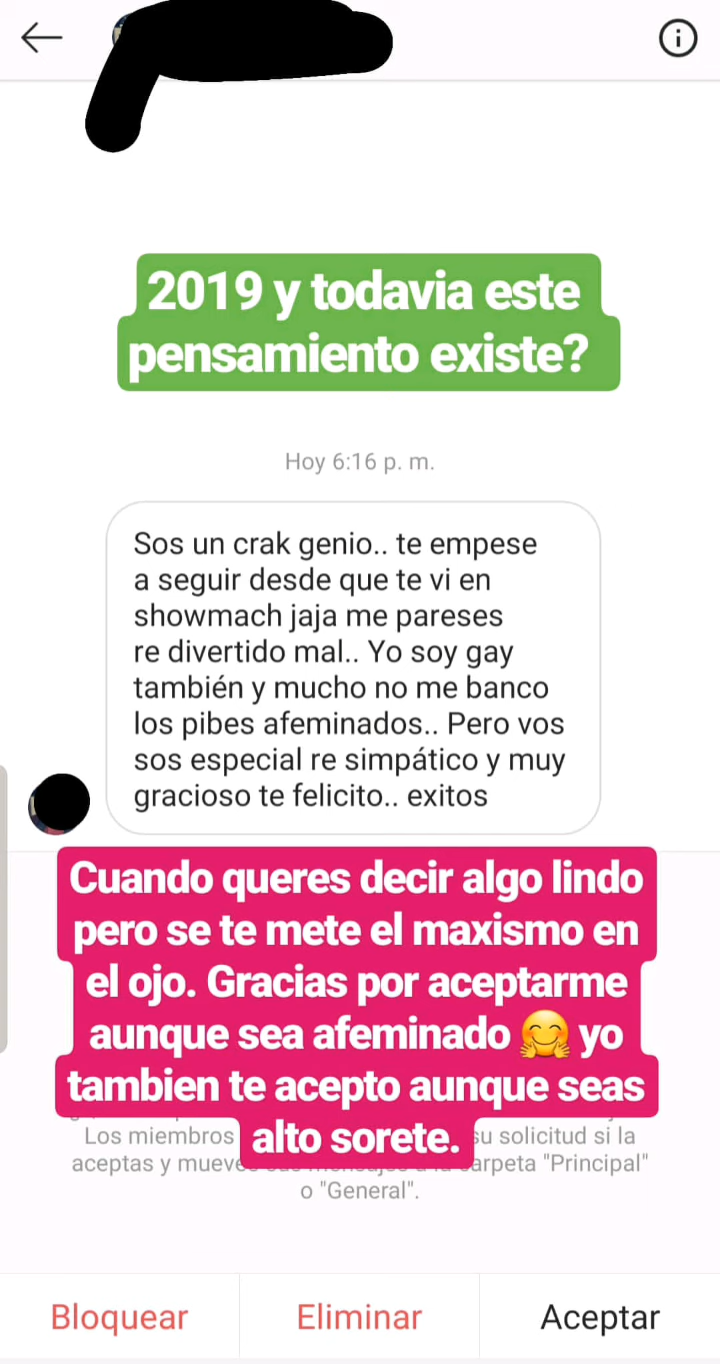 2019 y todavia este
pensamiento existe?
Hoy 6:16 p. m.
Sos un crak genio.. te empese
a seguir desde que te vi en
showmach jaja me pareses
re divertido mal.. Yo soy gay
también y mucho no me banco
los pibes afeminados.. Pero vos
sos especial re simpático y muy
gracioso te felicito.. exitos
Cuando queres decir algo lindo
pero se te mete el maxismo en
el ojo. Gracias por aceptarme
aunque sea afeminado 🤗 yo
tambien te acepto aunque seas
alto sorete.
Los miembros su solicitud si la
aceptas y "Principal"
o "General".
Bloquear Eliminar Aceptar